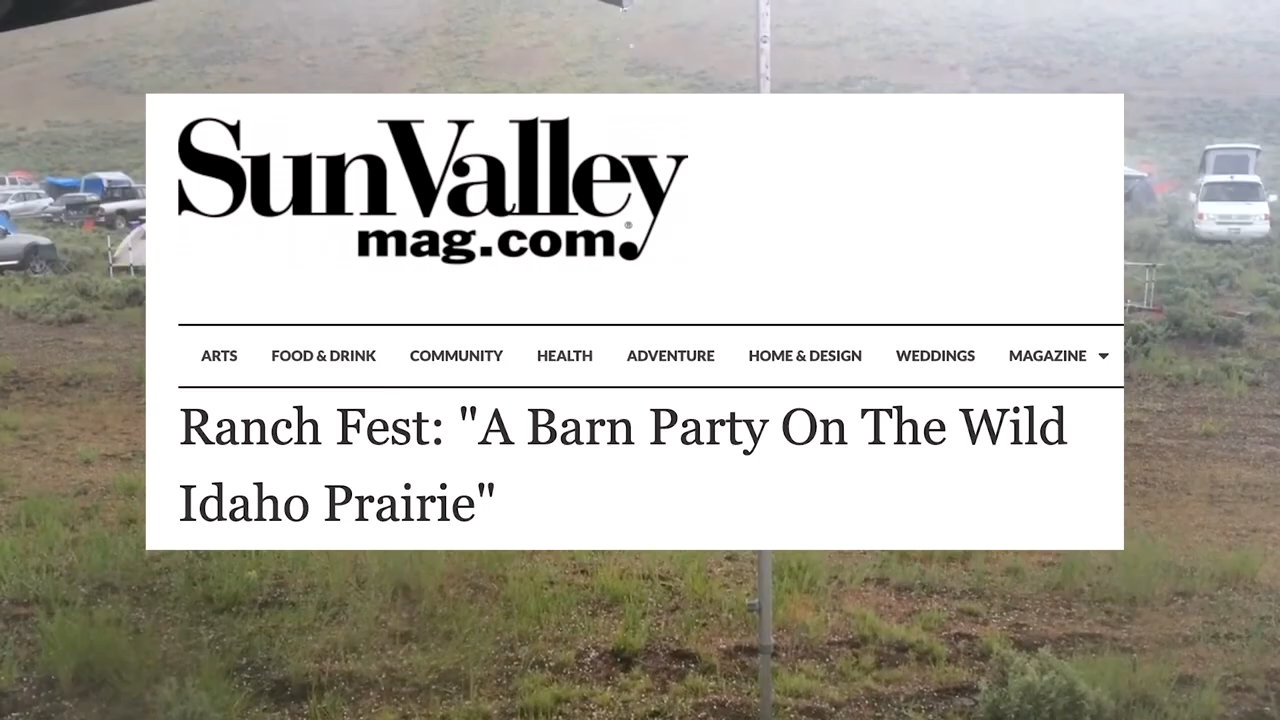 SunValley
mag.com®
ARTS FOOD & DRINK COMMUNITY HEALTH ADVENTURE HOME & DESIGN WEDDINGS MAGAZINE
Ranch Fest: "A Barn Party On The Wild
Idaho Prairie"